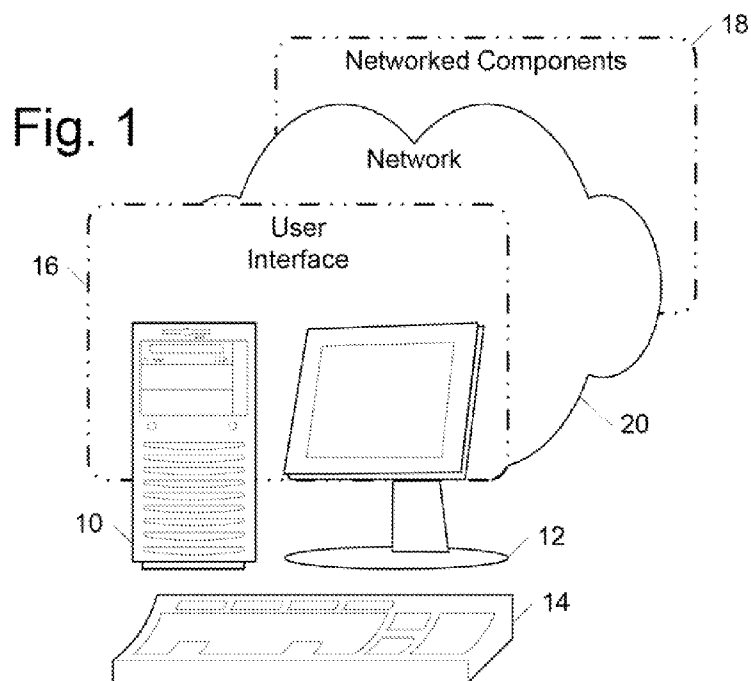 18
Networked Components
Fig. 1
Network
User
Interface
16
20
10
12
14